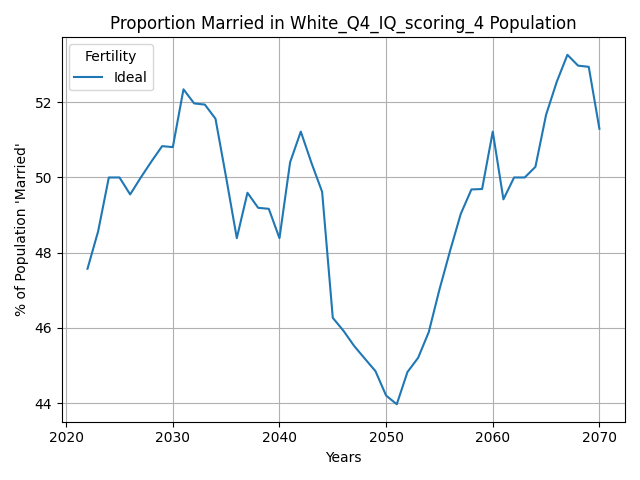 Proportion Married in White_Q4_IQ_scoring_4 Population
Fertility
Ideal
% of Population 'Married'
52
50
48
46
44
2020 2030 2040 2050 2060 2070
Years